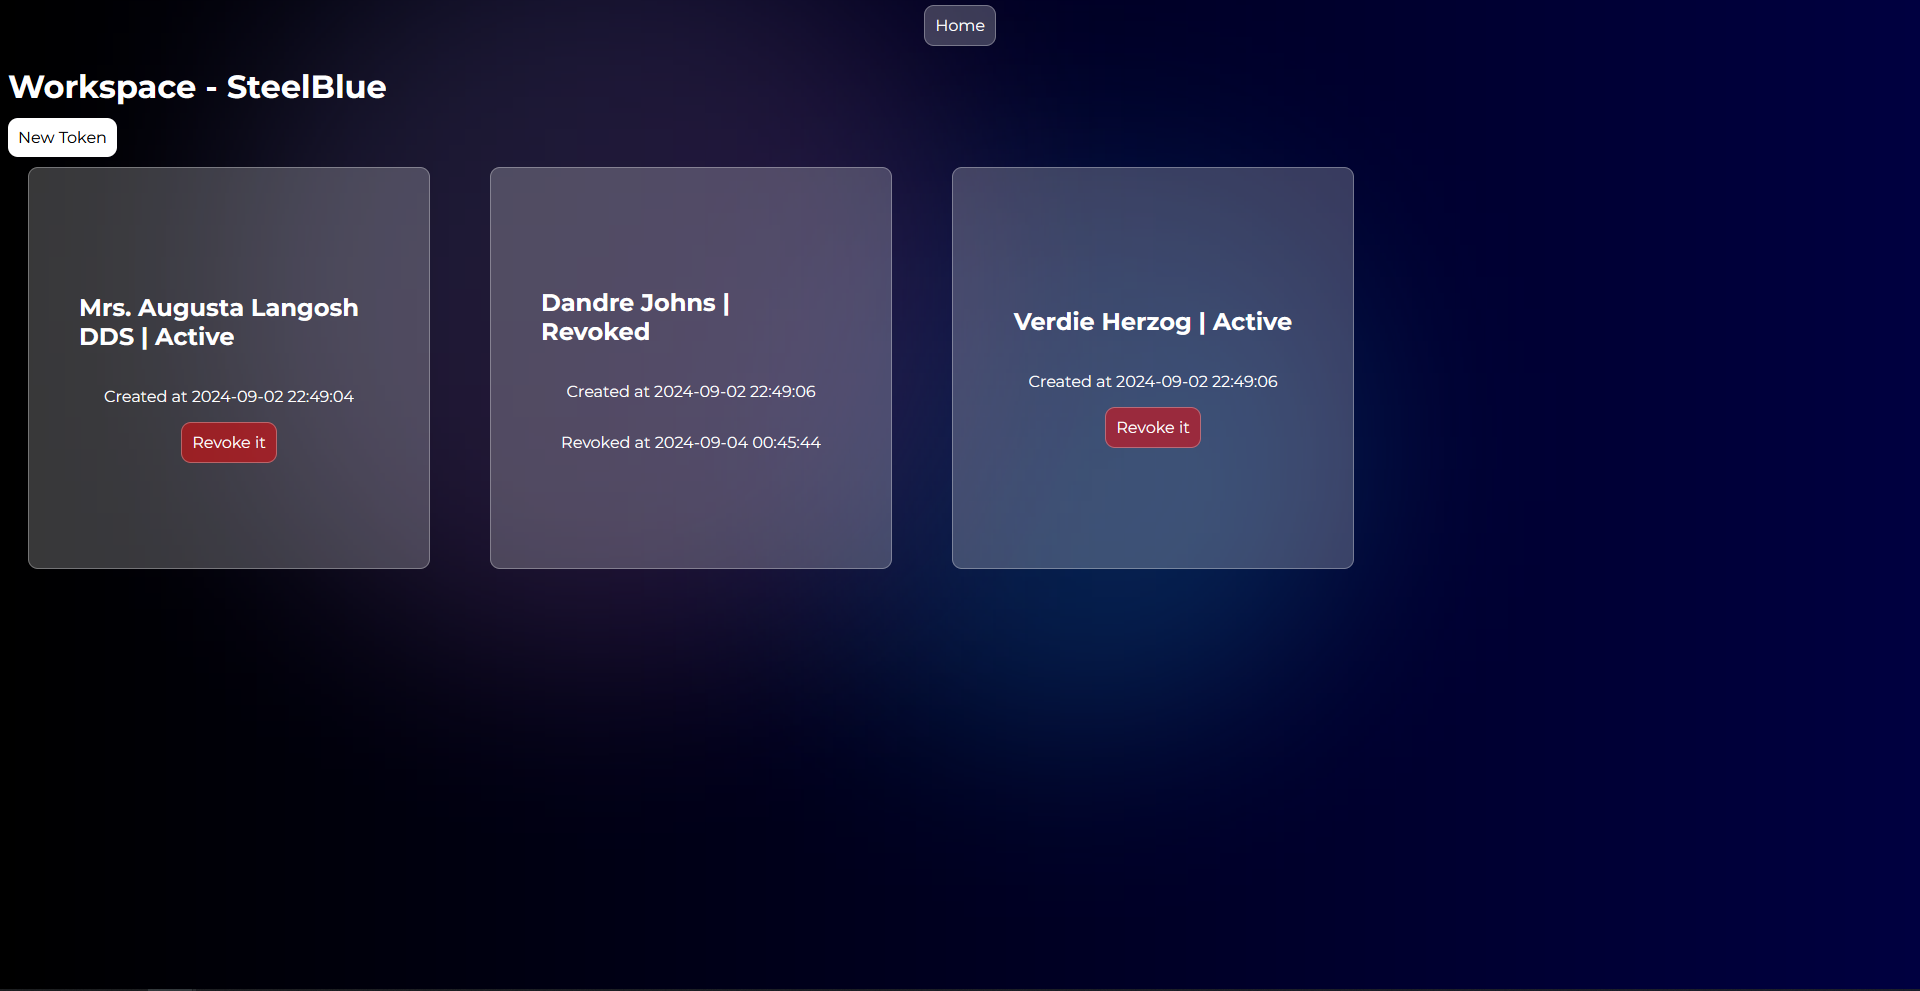 Home
Workspace - SteelBlue
New Token
Mrs. Augusta Langosh
DDS | Active
Created at 2024-09-02 22:49:04
Revoke it
Dandre Johns |
Revoked
Created at 2024-09-02 22:49:06
Revoked at 2024-09-04 00:45:44
Verdie Herzog | Active
Created at 2024-09-02 22:49:06
Revoke it